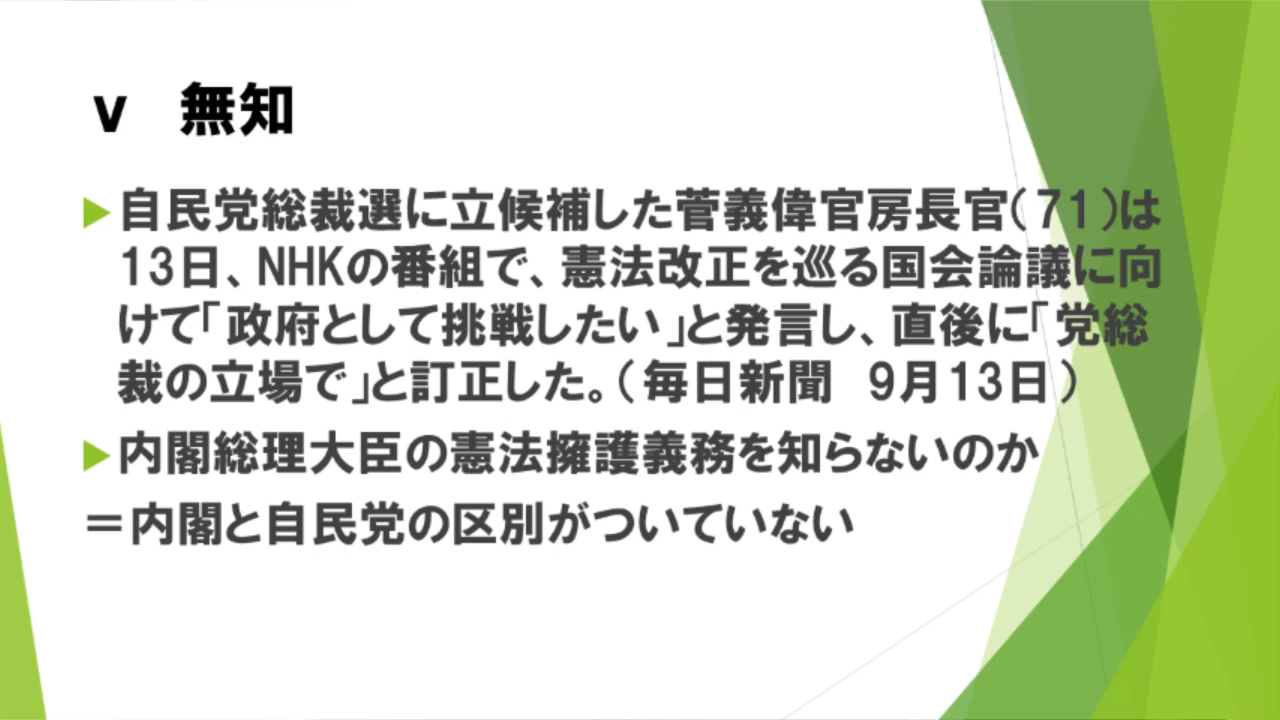 ⅴ　無知
自民党総裁選に立候補した菅義偉官房長官（71）は
13日、NHKの番組で、憲法改正を巡る国会論議に向
けて「政府として挑戦したい」と発言し、直後に「党総
裁の立場で」と訂正した。（毎日新聞　9月13日）
内閣総理大臣の憲法擁護義務を知らないのか
＝内閣と自民党の区別がついていない